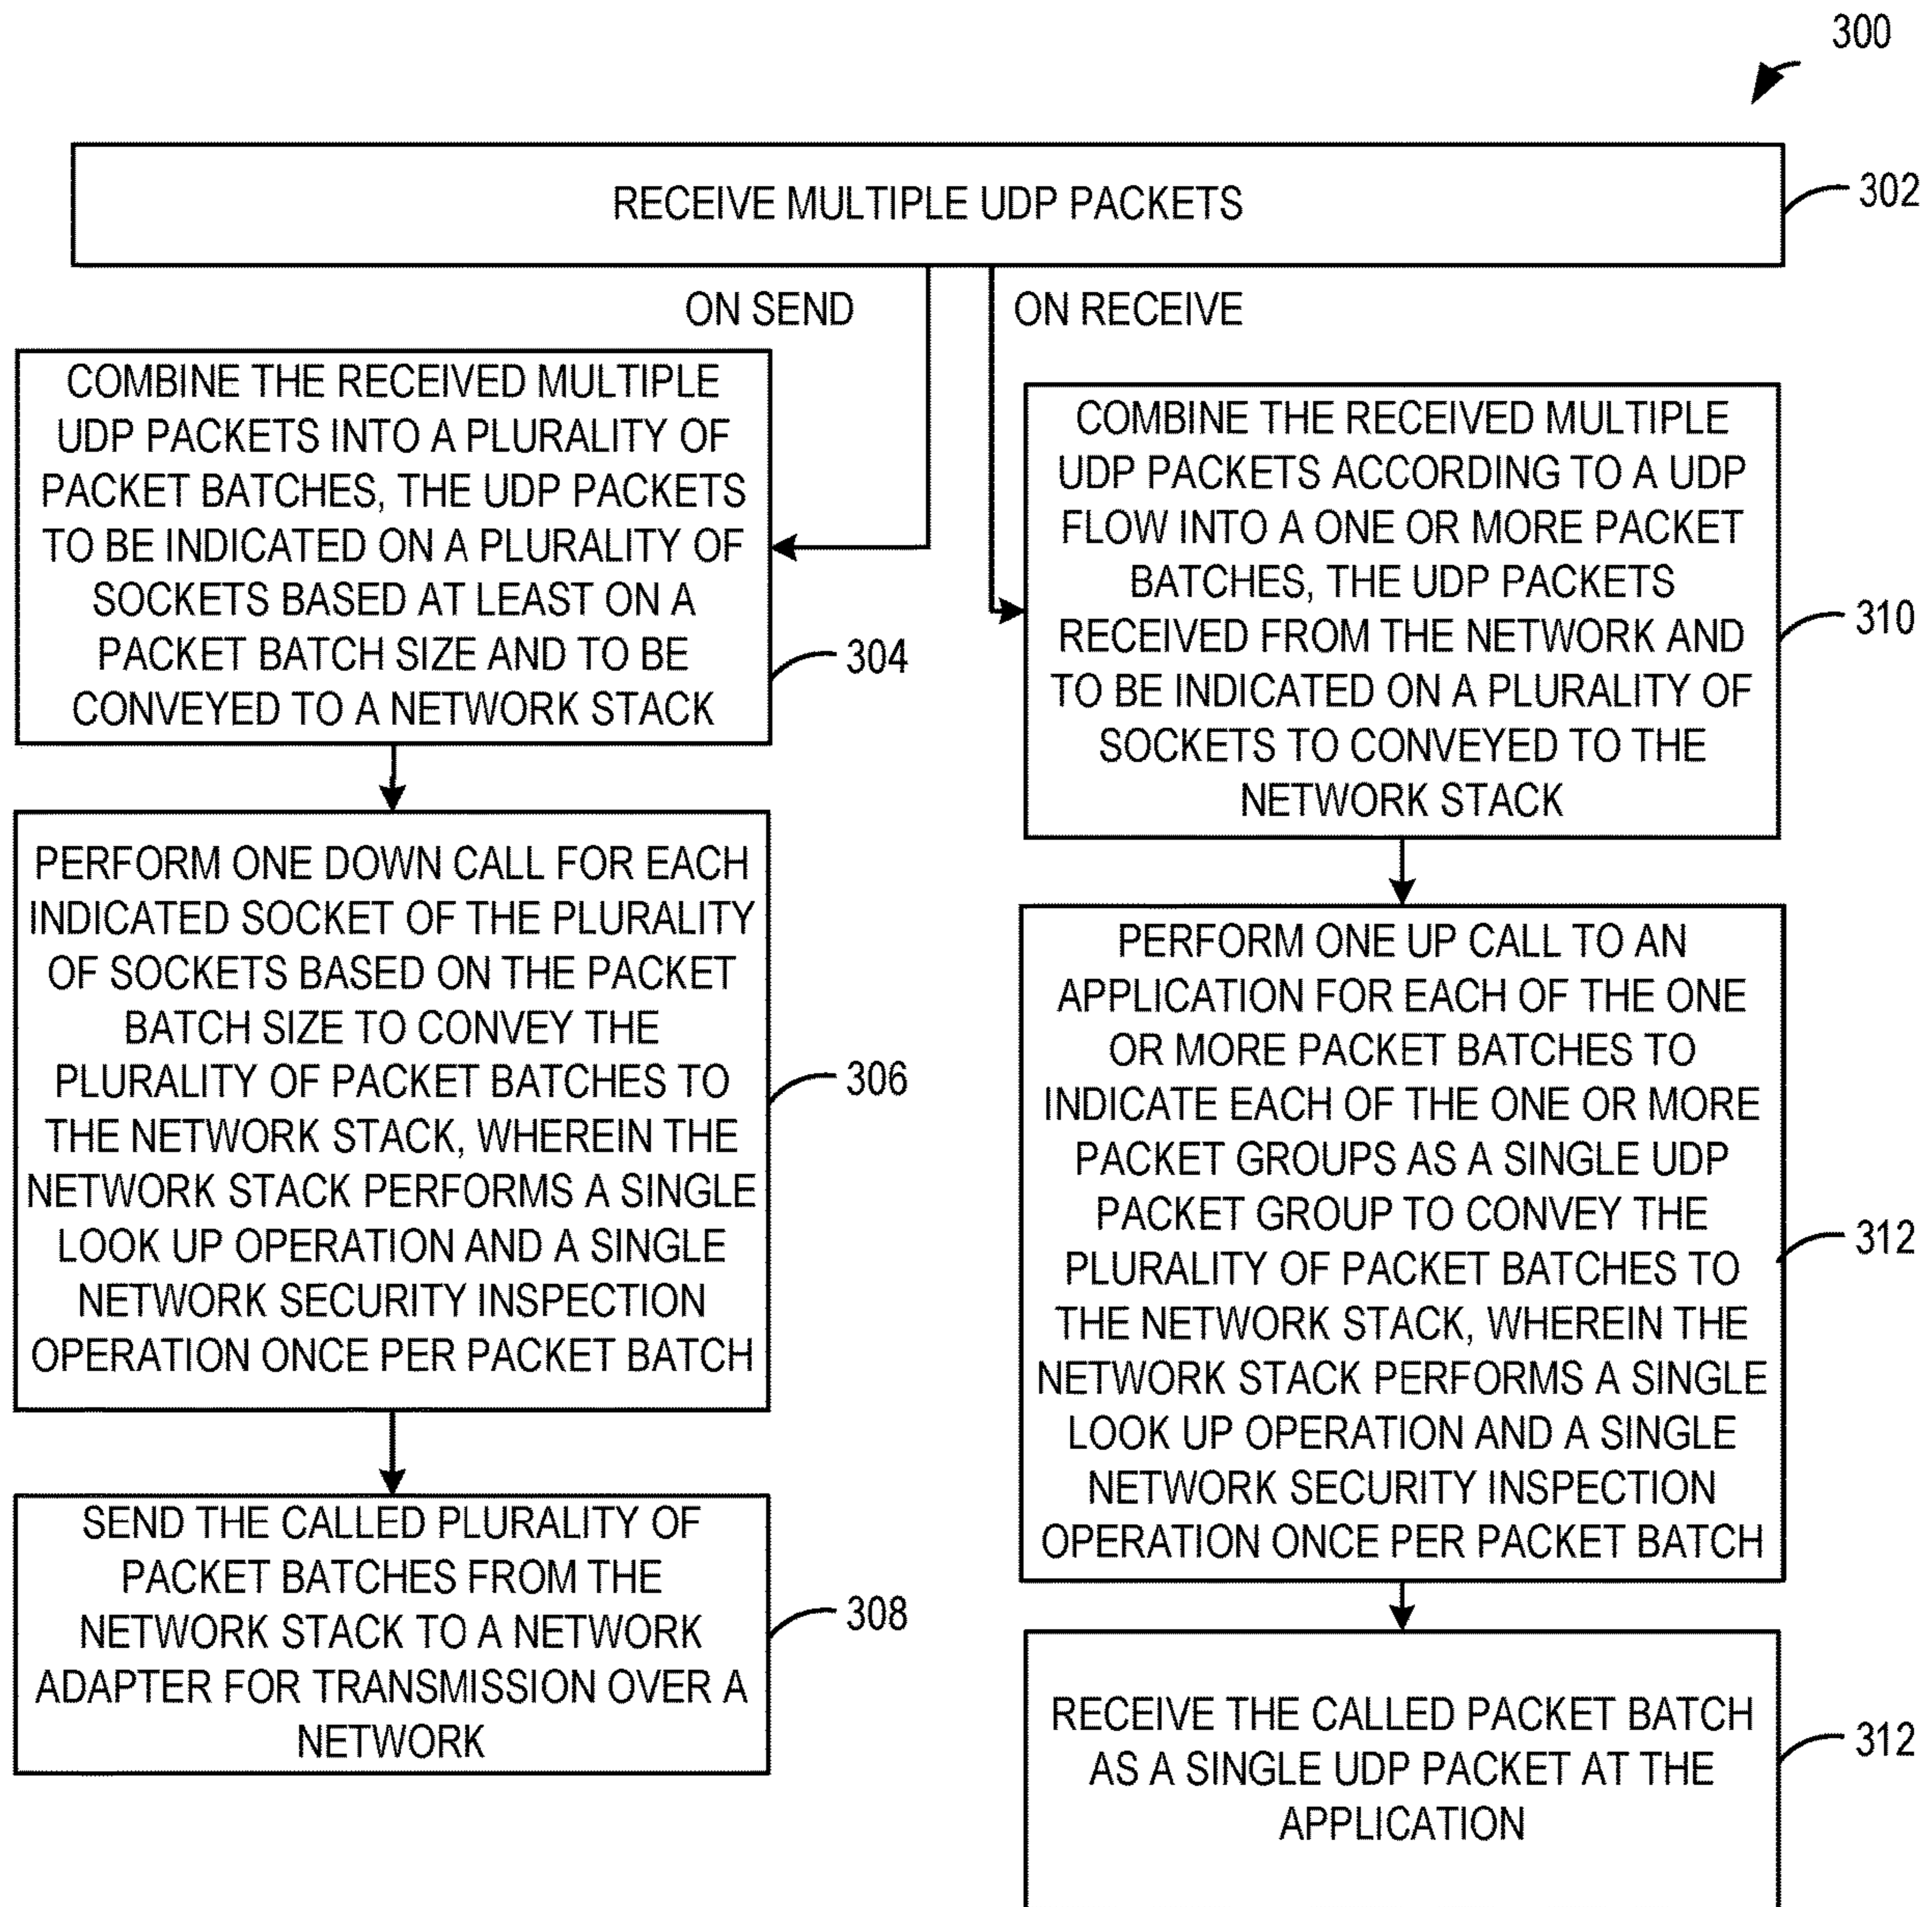 300
RECEIVE MULTIPLE UDP PACKETS
302
ON SEND
ON RECEIVE
COMBINE THE RECEIVED MULTIPLE
UDP PACKETS INTO A PLURALITY OF
PACKET BATCHES, THE UDP PACKETS
TO BE INDICATED ON A PLURALITY OF
SOCKETS BASED AT LEAST ON A
PACKET BATCH SIZE AND TO BE
CONVEYED TO A NETWORK STACK
304
PERFORM ONE DOWN CALL FOR EACH
INDICATED SOCKET OF THE PLURALITY
OF SOCKETS BASED ON THE PACKET
BATCH SIZE TO CONVEY THE
PLURALITY OF PACKET BATCHES TO
THE NETWORK STACK, WHEREIN THE
NETWORK STACK PERFORMS A SINGLE
LOOK UP OPERATION AND A SINGLE
NETWORK SECURITY INSPECTION
OPERATION ONCE PER PACKET BATCH
306
SEND THE CALLED PLURALITY OF
PACKET BATCHES FROM THE
NETWORK STACK TO A NETWORK
ADAPTER FOR TRANSMISSION OVER A
NETWORK
308
COMBINE THE RECEIVED MULTIPLE
UDP PACKETS ACCORDING TO A UDP
FLOW INTO A ONE OR MORE PACKET
BATCHES, THE UDP PACKETS
RECEIVED FROM THE NETWORK AND
TO BE INDICATED ON A PLURALITY OF
SOCKETS TO CONVEYED TO THE
NETWORK STACK
310
PERFORM ONE UP CALL TO AN
APPLICATION FOR EACH OF THE ONE
OR MORE PACKET BATCHES TO
INDICATE EACH OF THE ONE OR MORE
PACKET GROUPS AS A SINGLE UDP
PACKET GROUP TO CONVEY THE
PLURALITY OF PACKET BATCHES TO
THE NETWORK STACK, WHEREIN THE
NETWORK STACK PERFORMS A SINGLE
LOOK UP OPERATION AND A SINGLE
NETWORK SECURITY INSPECTION
OPERATION ONCE PER PACKET BATCH
312
RECEIVE THE CALLED PACKET BATCH
AS A SINGLE UDP PACKET AT THE
APPLICATION
312